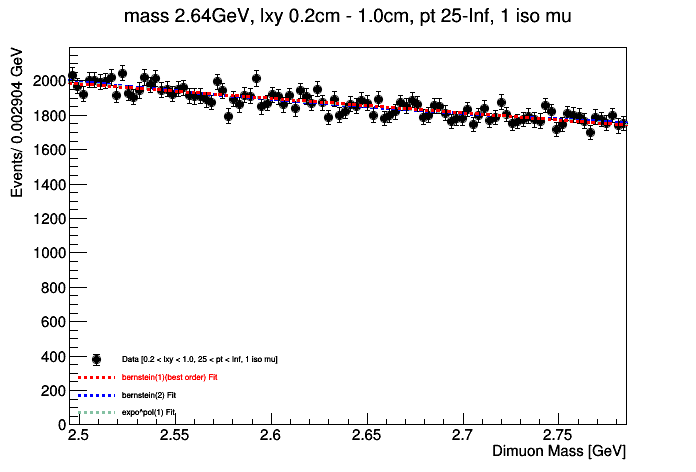 mass 2.64GeV, lxy 0.2cm - 1.0cm, pt 25-Inf, 1 iso mu
Events/ 0.002904 GeV
2000
1800
1600
1400
1200
1000
800
600
400
200
0
Data [0.2 < lxy < 1.0, 25 < pt < Inf, 1 iso mu]
bernstein(1)(best order) Fit
bernstein(2) Fit
expo^pol(1) Fit
2.5 2.55 2.6 2.65 2.7 2.75
Dimuon Mass [GeV]